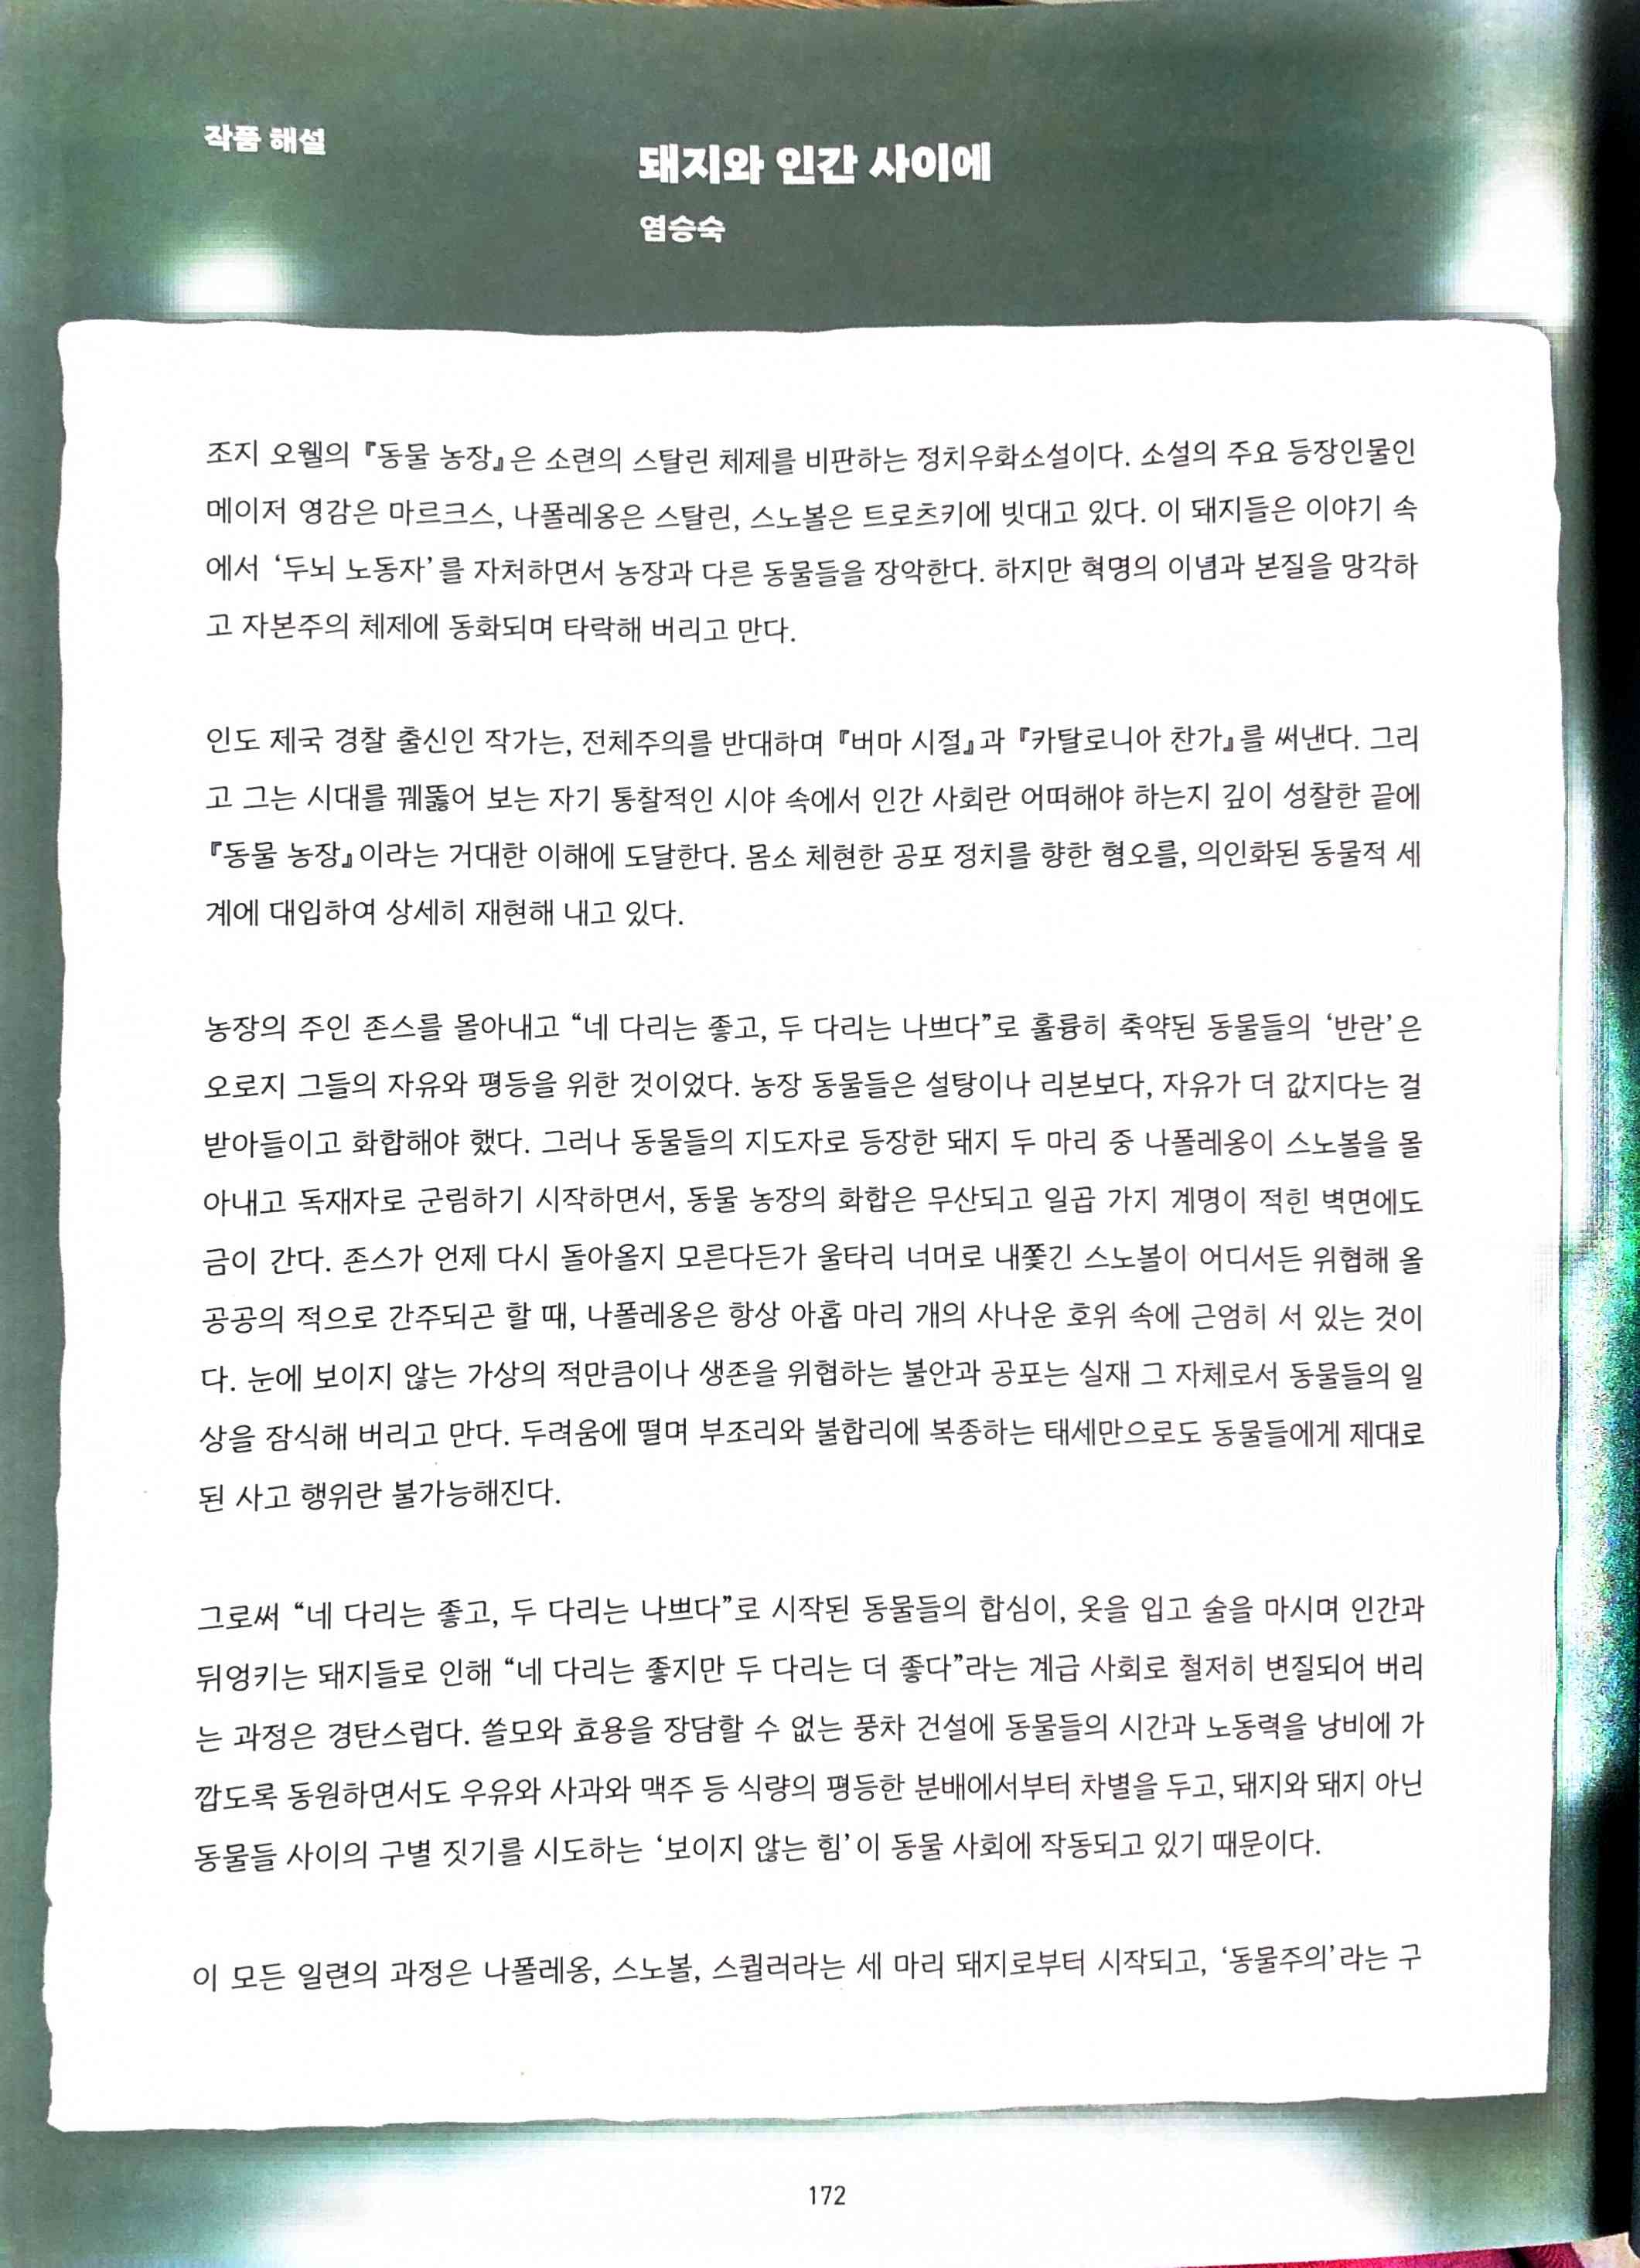 작품 해설
돼지와 인간 사이에
염승숙
조지 오웰의 『동물 농장』은 소련의 스탈린 체제를 비판하는 정치우화소설이다. 소설의 주요 등장인물인
메이저 영감은 마르크스, 나폴레옹은 스탈린, 스노볼은 트로츠키에 빗대고 있다. 이 돼지들은 이야기 속
에서 ‘두뇌 노동자’를 자처하면서 농장과 다른 동물들을 장악한다. 하지만 혁명의 이념과 본질을 망각하
고 자본주의 체제에 동화되며 타락해 버리고 만다.
인도 제국 경찰 출신인 작가는, 전체주의를 반대하며 『버마 시절』과 『카탈로니아 찬가』를 써낸다. 그리
고 그는 시대를 꿰뚫어 보는 자기 통찰적인 시야 속에서 인간 사회란 어떠해야 하는지 깊이 성찰한 끝에
『동물 농장』이라는 거대한 이해에 도달한다. 몸소 체현한 공포 정치를 향한 혐오를, 의인화된 동물적 세
계에 대입하여 상세히 재현해 내고 있다.
농장의 주인 존스를 몰아내고 “네 다리는 좋고, 두 다리는 나쁘다”로 훌륭히 축약된 동물들의 ‘반란’은
오로지 그들의 자유와 평등을 위한 것이었다. 농장 동물들은 설탕이나 리본보다, 자유가 더 값지다는 걸
받아들이고 화합해야 했다. 그러나 동물들의 지도자로 등장한 돼지 두 마리 중 나폴레옹이 스노볼을 몰
아내고 독재자로 군림하기 시작하면서, 동물 농장의 화합은 무산되고 일곱 가지 계명이 적힌 벽면에도
금이 간다. 존스가 언제 다시 돌아올지 모른다든가 울타리 너머로 내쫓긴 스노볼이 어디서든 위협해 올
공공의 적으로 간주되곤 할 때, 나폴레옹은 항상 아홉 마리 개의 사나운 호위 속에 근엄히 서 있는 것이
다. 눈에 보이지 않는 가상의 적만큼이나 생존을 위협하는 불안과 공포는 실재 그 자체로서 동물들의 일
상을 잠식해 버리고 만다. 두려움에 떨며 부조리와 불합리에 복종하는 태세만으로도 동물들에게 제대로
된 사고 행위란 불가능해진다.
그로써 “네 다리는 좋고, 두 다리는 나쁘다”로 시작된 동물들의 합심이, 옷을 입고 술을 마시며 인간과
뒤엉키는 돼지들로 인해 “네 다리는 좋지만 두 다리는 더 좋다”라는 계급 사회로 철저히 변질되어 버리
는 과정은 경탄스럽다. 쓸모와 효용을 장담할 수 없는 풍차 건설에 동물들의 시간과 노동력을 낭비에 가
깝도록 동원하면서도 우유와 사과와 맥주 등 식량의 평등한 분배에서부터 차별을 두고, 돼지와 돼지 아닌
동물들 사이의 구별 짓기를 시도하는 ‘보이지 않는 힘’이 동물 사회에 작동되고 있기 때문이다.
이 모든 일련의 과정은 나폴레옹, 스노볼, 스퀼러라는 세 마리 돼지로부터 시작되고, ‘동물주의’라는 구
172